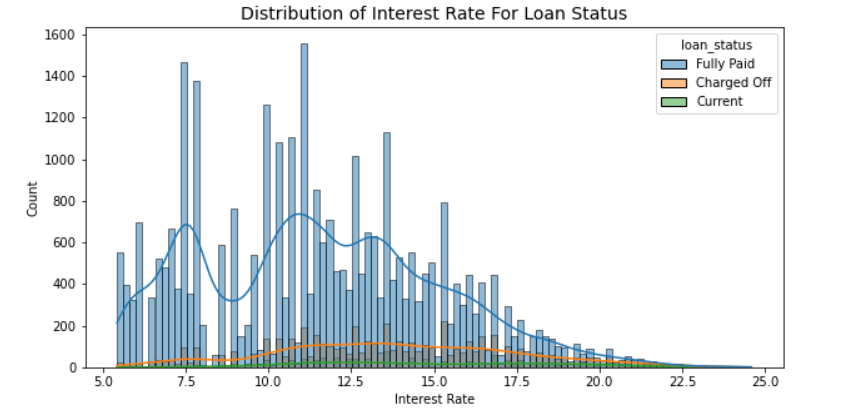 Distribution of Interest Rate For Loan Status
1600
1400
1200
1000
800
600
400
200
0
Count
loan_status
Fully Paid
Charged Off
Current
5.0 7.5 10.0 12.5 15.0 17.5 20.0 22.5 25.0
Interest Rate